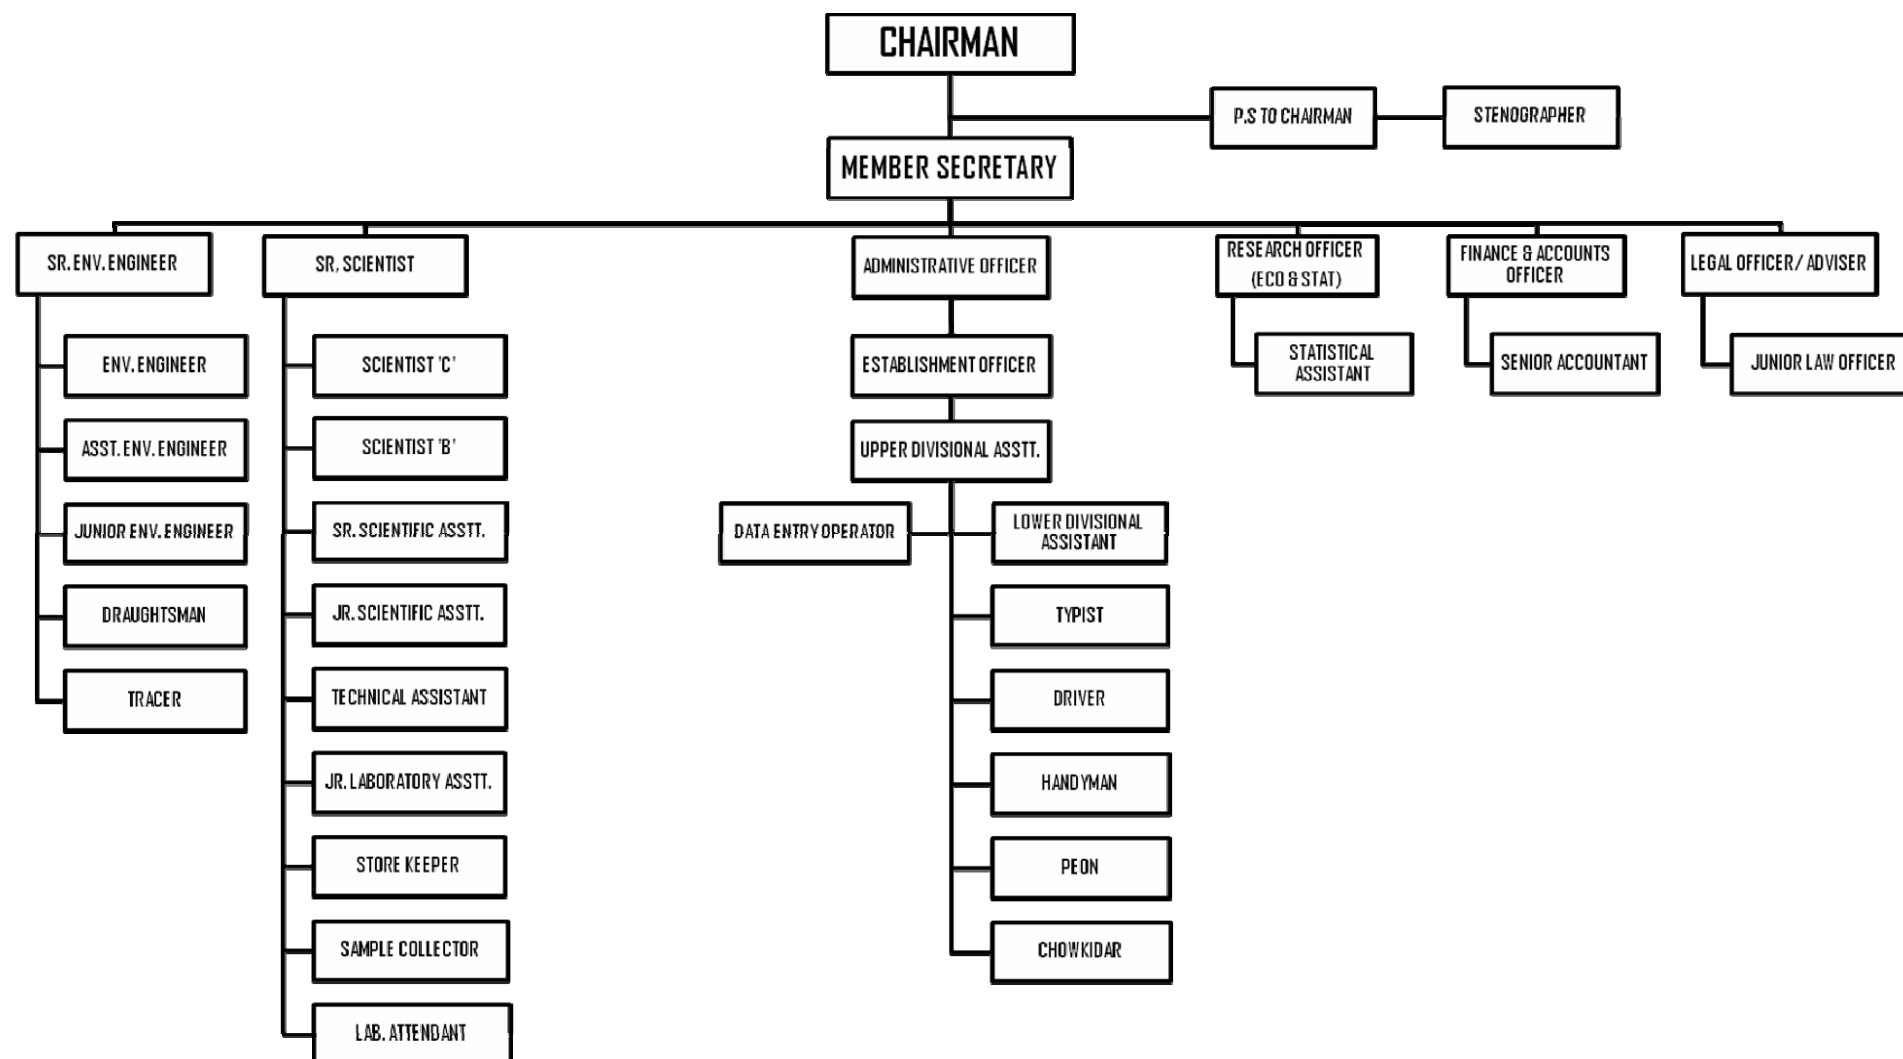 CHAIRMAN
P.S TO CHAIRMAN
STENOGRAPHER
MEMBER SECRETARY
SR. ENV. ENGINEER
SR, SCIENTIST
ADMINISTRATIVE OFFICER
RESEARCH OFFICER
(ECO & STAT)
FINANCE & ACCOUNTS
OFFICER
LEGAL OFFICER/ ADVISER
ENV. ENGINEER
ASST. ENV. ENGINEER
JUNIOR ENV. ENGINEER
DRAUGHTSMAN
TRACER
SCIENTIST 'C'
SCIENTIST 'B'
SR. SCIENTIFIC ASSTT.
JR. SCIENTIFIC ASSTT.
TECHNICAL ASSISTANT
JR. LABORATORY ASSTT.
STORE KEEPER
SAMPLE COLLECTOR
LAB. ATTENDANT
ESTABLISHMENT OFFICER
UPPER DIVISIONAL ASSTT.
DATA ENTRY OPERATOR
LOWER DIVISIONAL
ASSISTANT
TYPIST
DRIVER
HANDYMAN
PEON
CHOWKIDAR
STATISTICAL
ASSISTANT
SENIOR ACCOUNTANT
JUNIOR LAW OFFICER